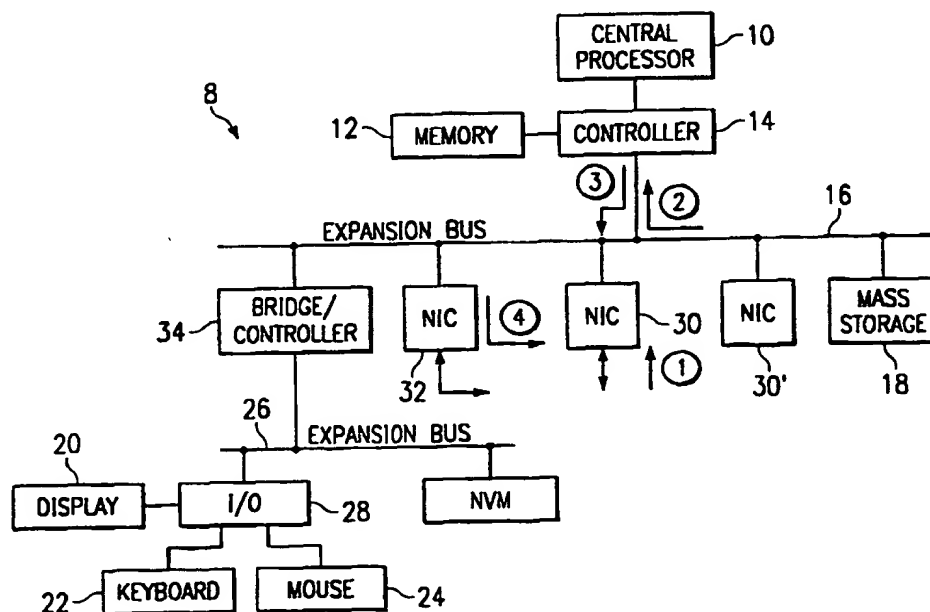 CENTRAL
PROCESSOR
10
8
12
MEMORY
CONTROLLER
14
3
2
16
EXPANSION BUS
BRIDGE/
CONTROLLER
34
NIC
32
4
NIC
30
1
NIC
30'
MASS
STORAGE
18
26
EXPANSION BUS
20
DISPLAY
I/O
28
NVM
22
KEYBOARD
MOUSE
24